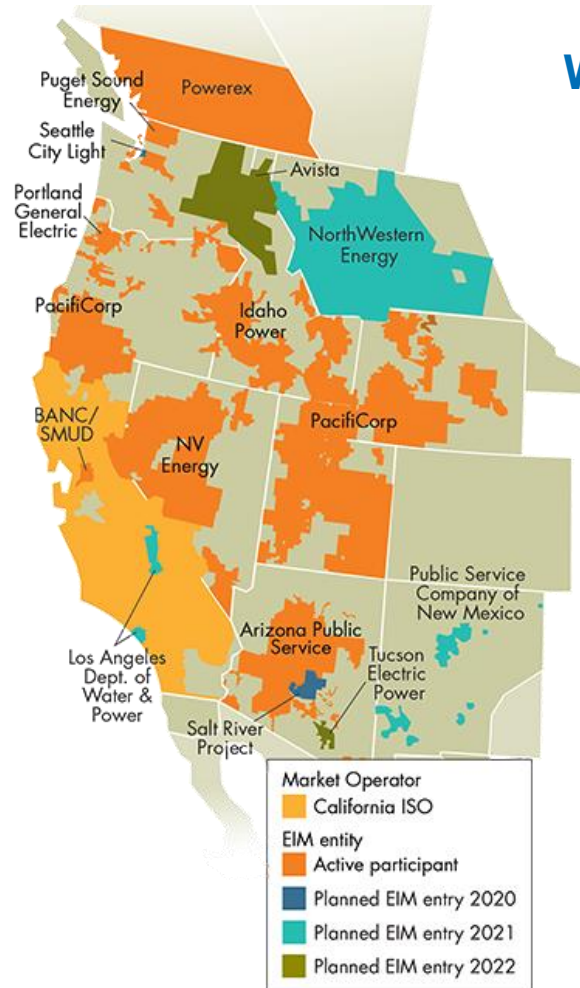 W
Puget Sound
Energy
Powerex
Seattle
City Light
Avista
Portland
General
Electric
NorthWestern
Energy
PacifiCorp
Idaho
Power
BANC/
SMUD
NV
Energy
PacifiCorp
Public Service
Company of
New Mexico
Arizona Public
Service
Los Angeles
Dept. of
Water &
Power
Tucson
Electric
Power
Salt River
Project
Market Operator
California ISO
EIM entity
Active participant
Planned EIM entry 2020
Planned EIM entry 2021
Planned EIM entry 2022